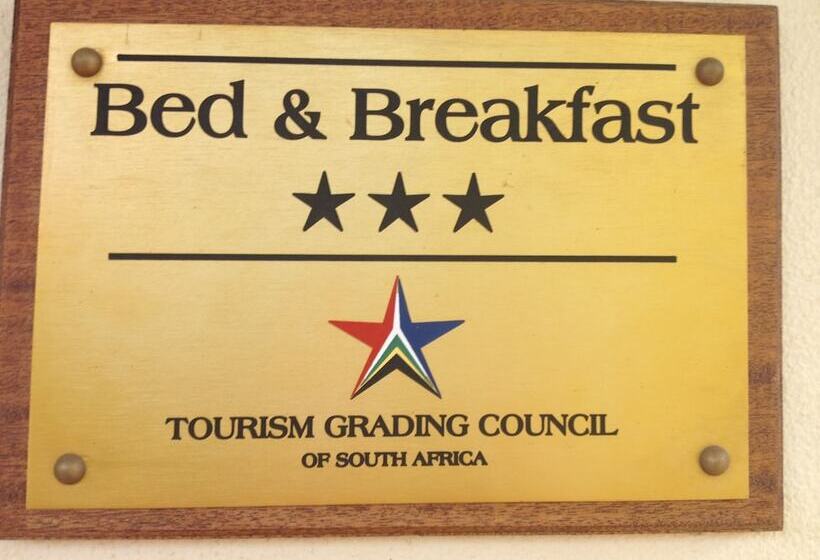 Bed & Breakfast
TOURISM GRADING COUNCIL
OF SOUTH AFRICA